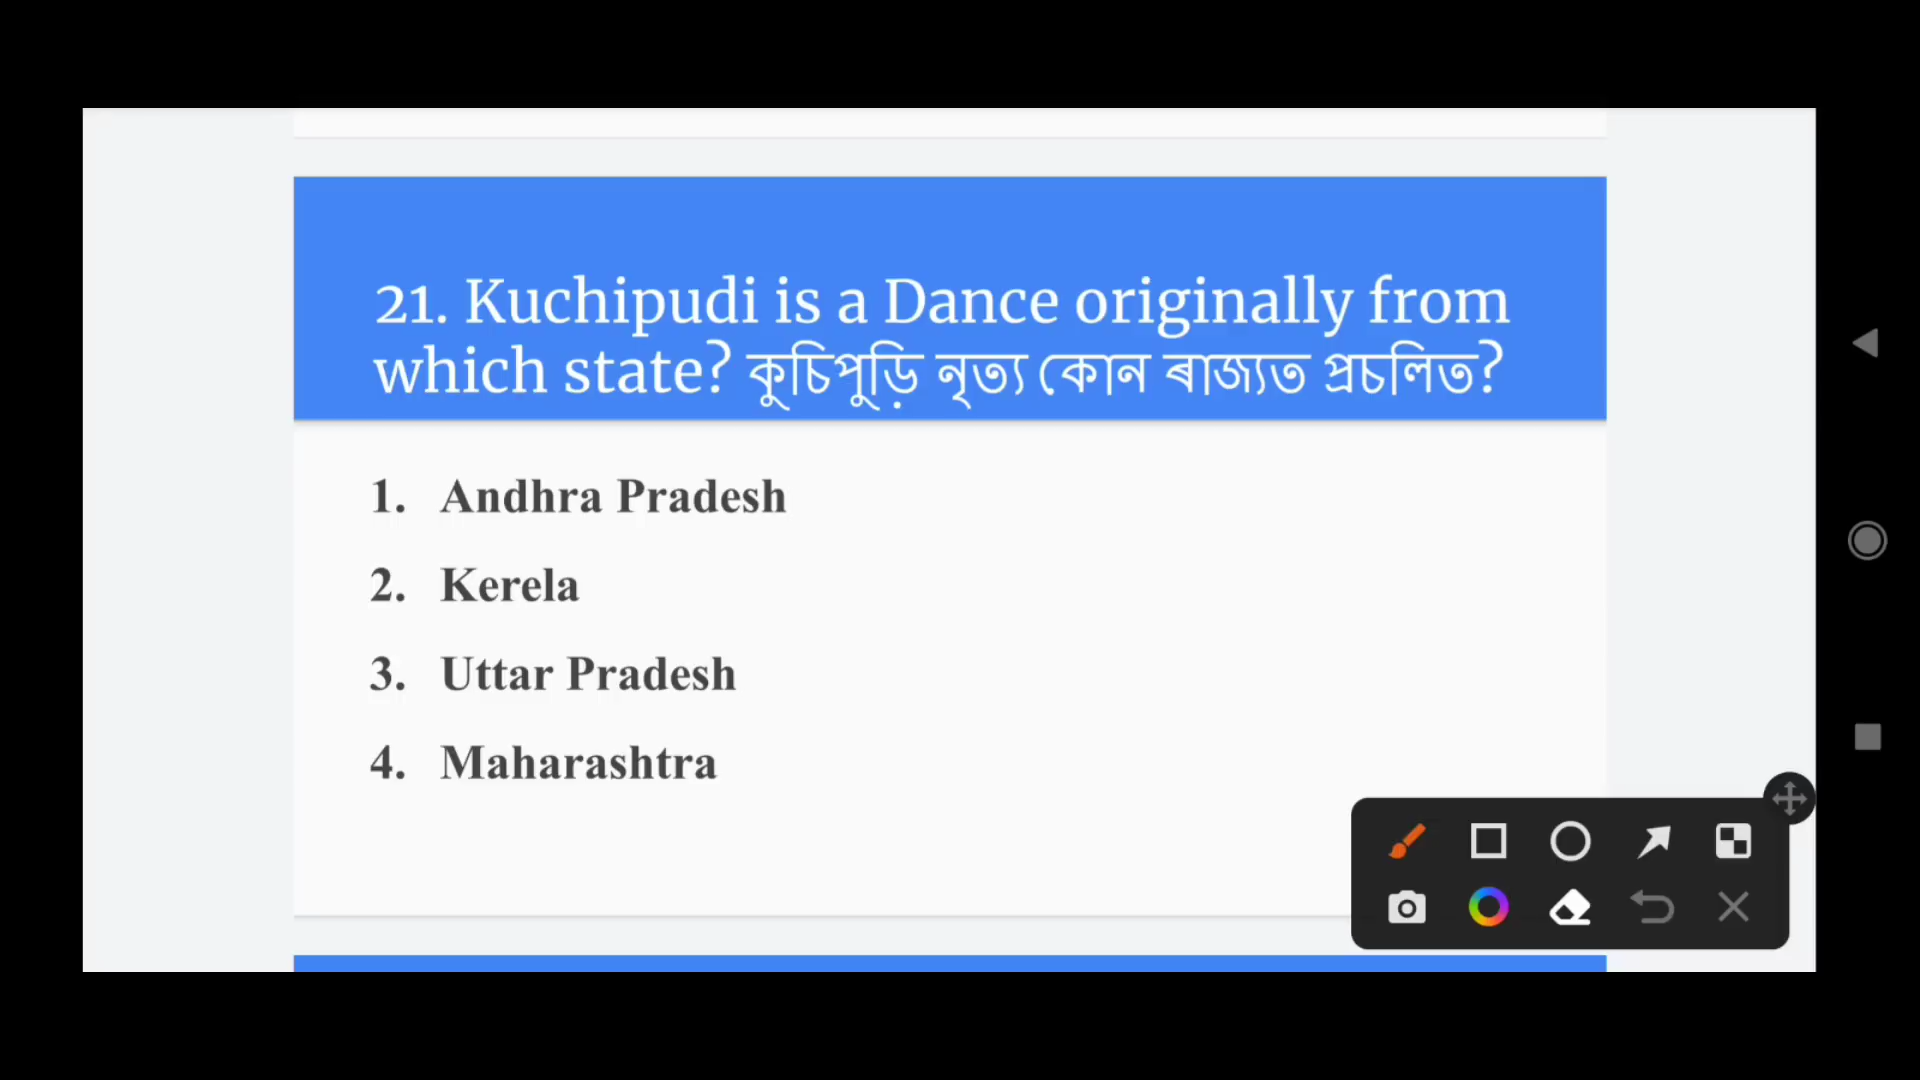 21. Kuchipudi is a Dance originally from
which state? কুচিপুড়ি নৃত্য কোন ৰাজ্যত প্ৰচলিত?
1. Andhra Pradesh
2. Kerela
3. Uttar Pradesh
4. Maharashtra